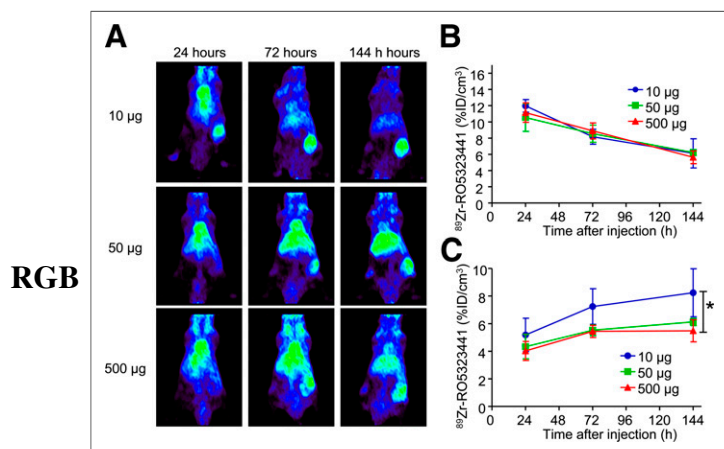 RGB
A
24 hours 72 hours 144 h hours
10 µg
50 µg
500 µg
B
⁸⁹Zr-RO5323441 (%ID/cm³)
16
14
12
10
8
6
4
2
0
10 µg
50 µg
500 µg
0 24 48 72 96 120 144
Time after injection (h)
C
⁸⁹Zr-RO5323441 (%ID/cm³)
10
8
6
4
2
0
*
10 µg
50 µg
500 µg
0 24 48 72 96 120 144
Time after injection (h)